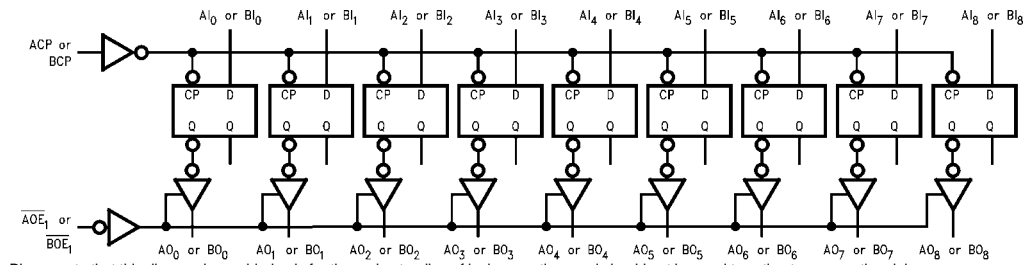 AI₀ or BI₀ AI₁ or BI₁ AI₂ or BI₂ AI₃ or BI₃ AI₄ or BI₄ AI₅ or BI₅ AI₆ or BI₆ AI₇ or BI₇ AI₈ or BI₈
ACP or
BCP
CP D CP D CP D CP D CP D CP D CP D CP D CP D
Q Q Q Q Q Q Q Q Q Q Q Q Q Q Q Q Q Q
A̅O̅E̅₁ or
B̅O̅E̅₁
AO₀ or BO₀ AO₁ or BO₁ AO₂ or BO₂ AO₃ or BO₃ AO₄ or BO₄ AO₅ or BO₅ AO₆ or BO₆ AO₇ or BO₇ AO₈ or BO₈